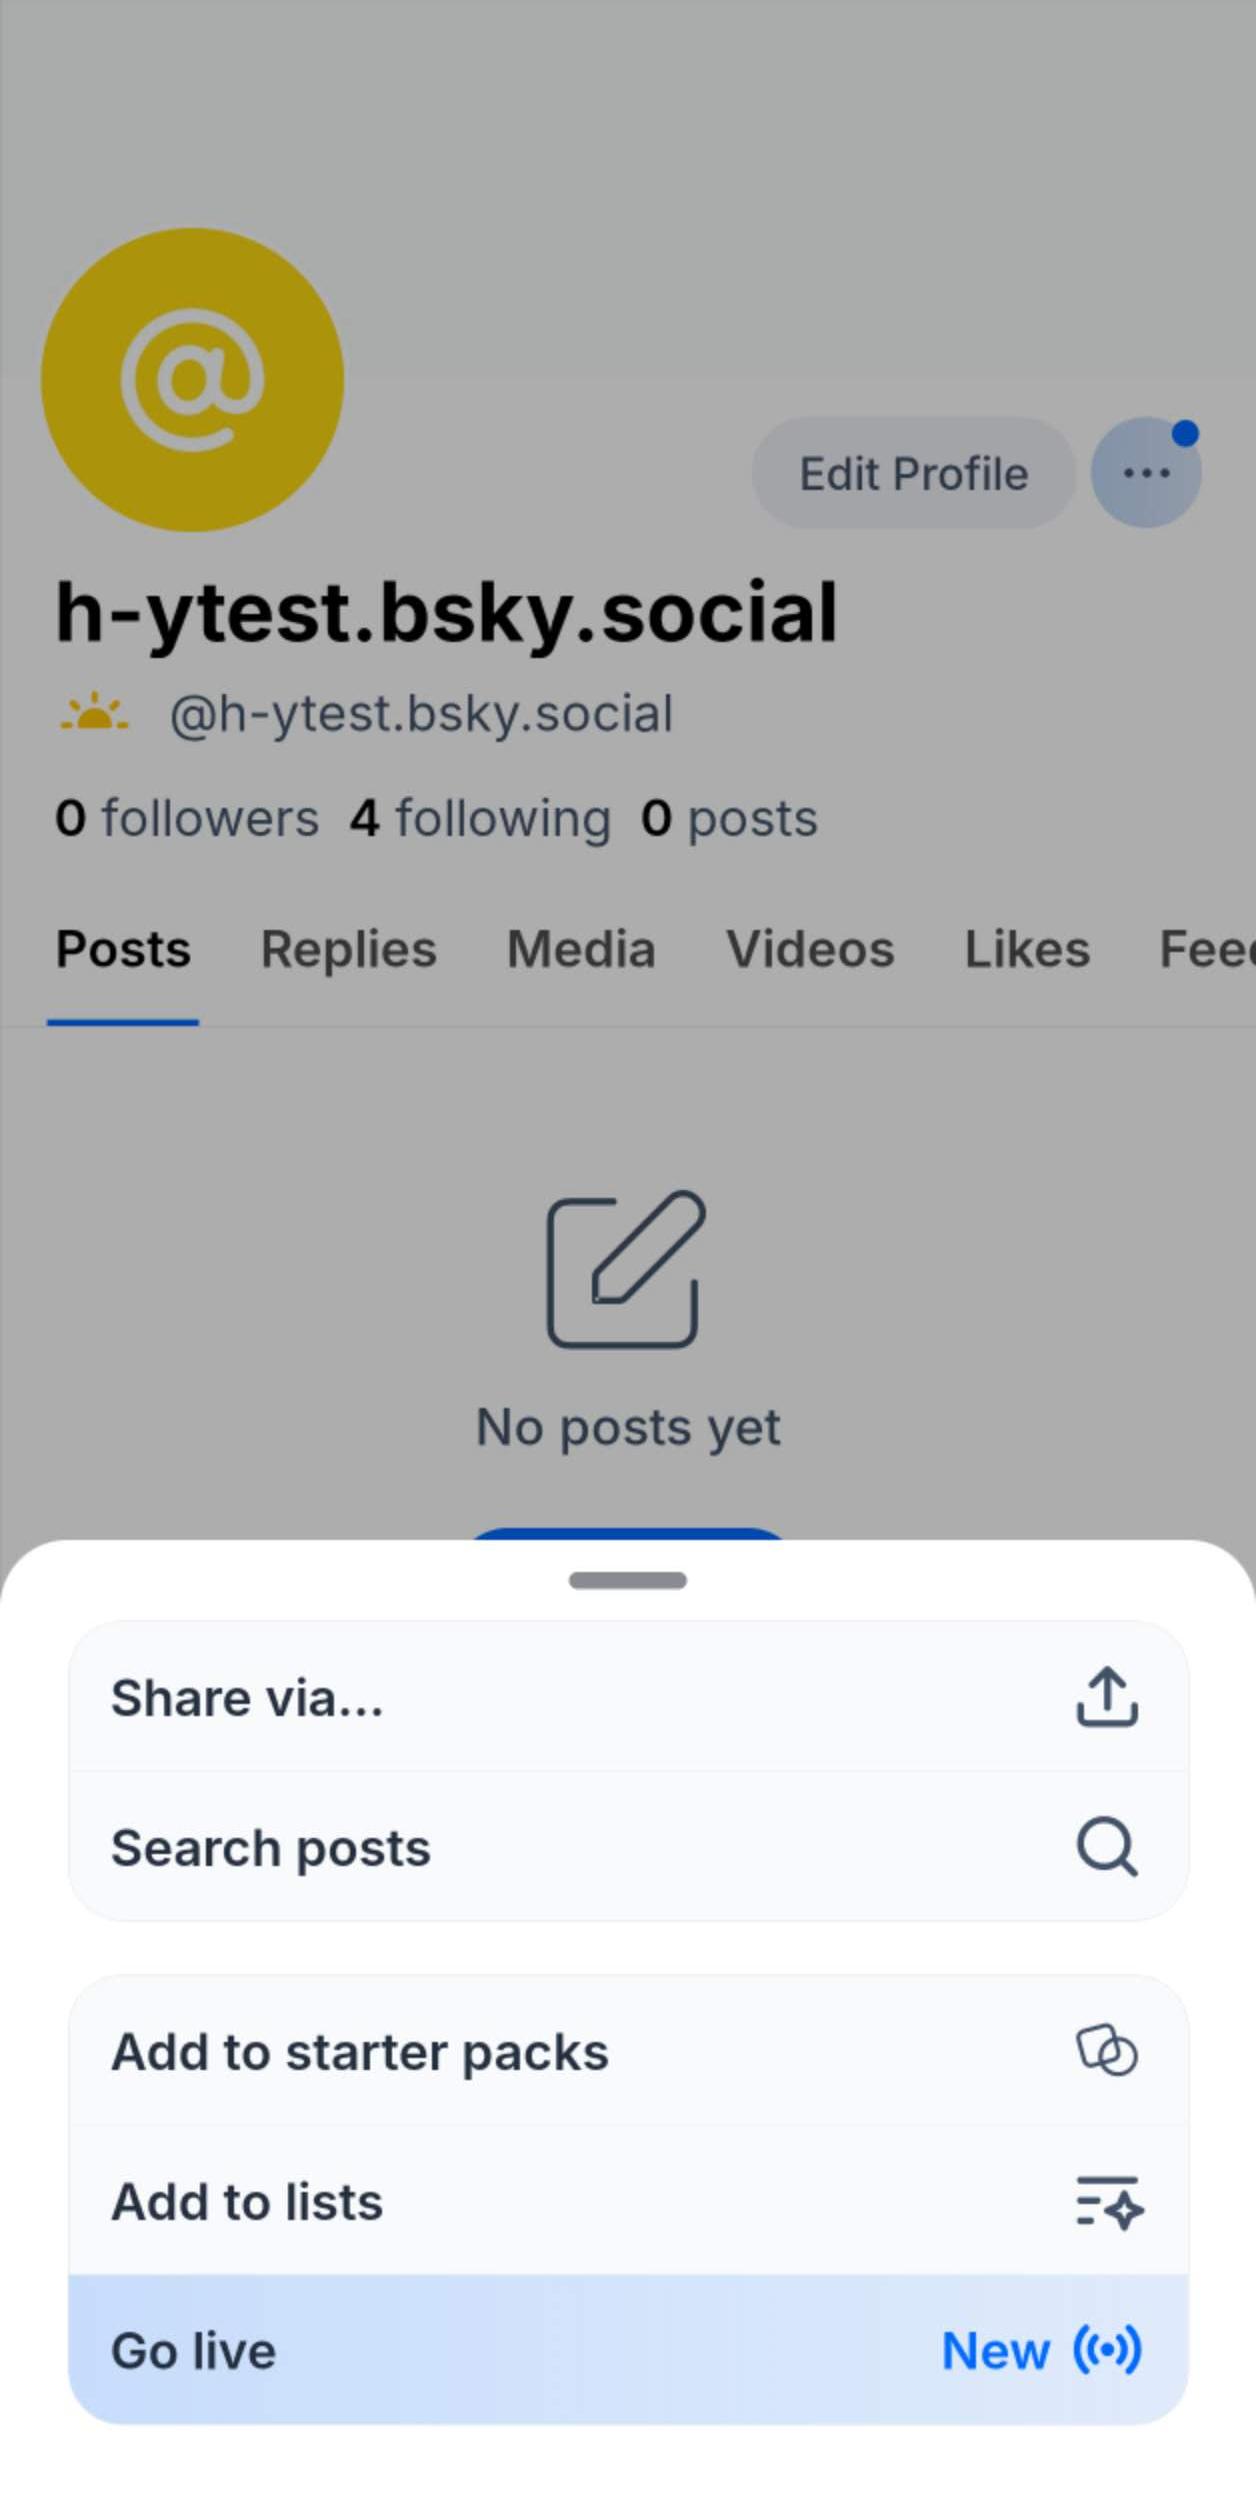 @
Edit Profile
h-ytest.bsky.social
@h-ytest.bsky.social
0 followers 4 following 0 posts
Posts Replies Media Videos Likes
No posts yet
Share via...
Search posts
Add to starter packs
Add to lists
Go live New